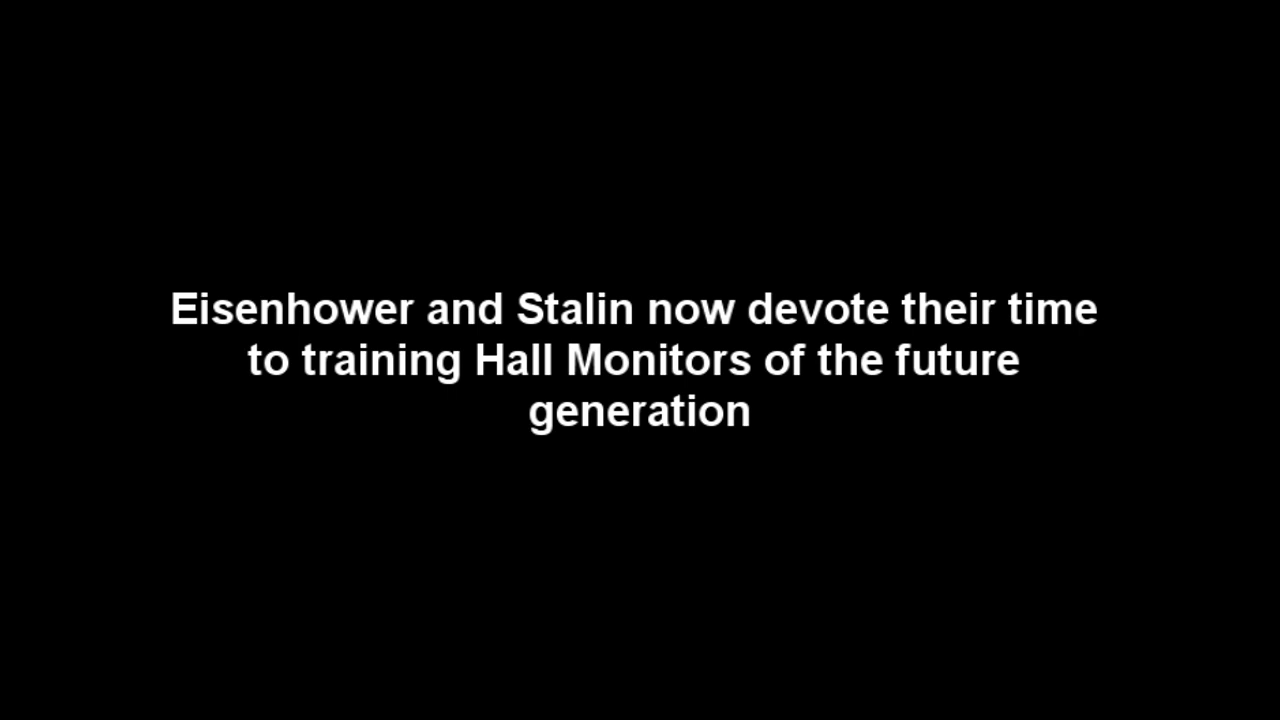 Eisenhower and Stalin now devote their time
to training Hall Monitors of the future
generation